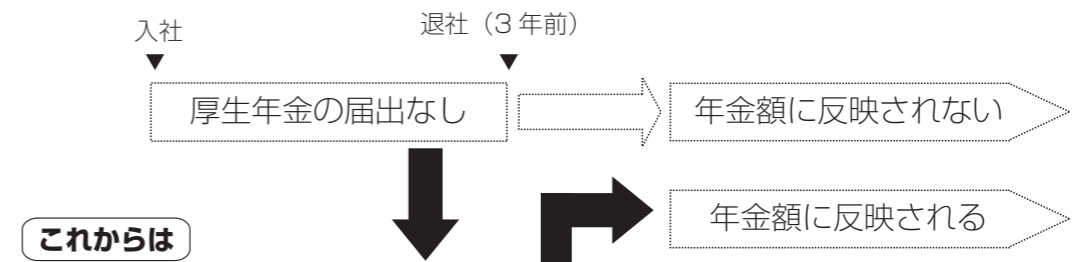 入社
退社（3 年前）
厚生年金の届出なし
年金額に反映されない
年金額に反映される
これからは